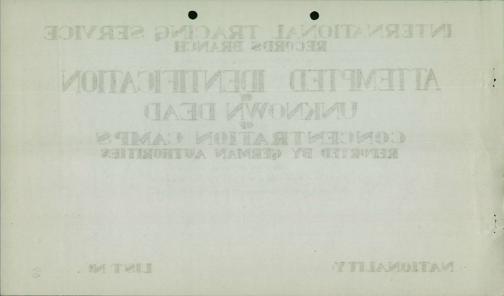 INTERNATIONAL TRACING SERVICE
RECORDS BRANCH
ATTEMPTED IDENTIFICATION
OF
UNKNOWN DEAD
OF
CONCENTRATION CAMPS
REPORTED BY GERMAN AUTHORITIES
NATIONALITY LIST Nº.